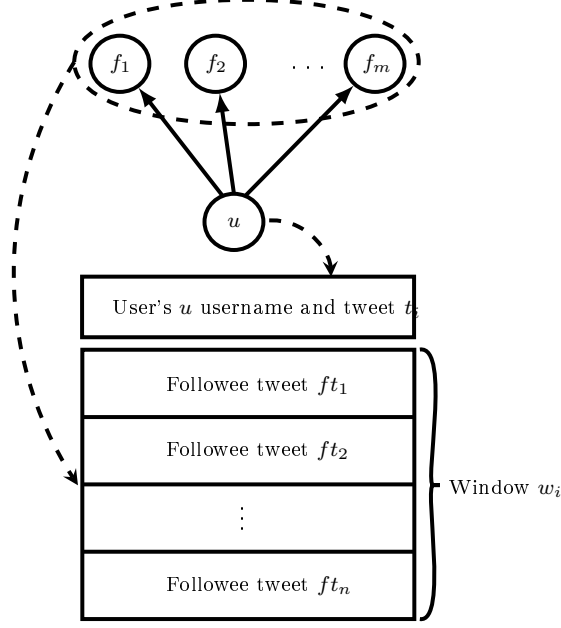 f1 f2 . . . fm
u
User's u username and tweet ti
Followee tweet ft1
Followee tweet ft2
⋮
Followee tweet ftn
Window wi